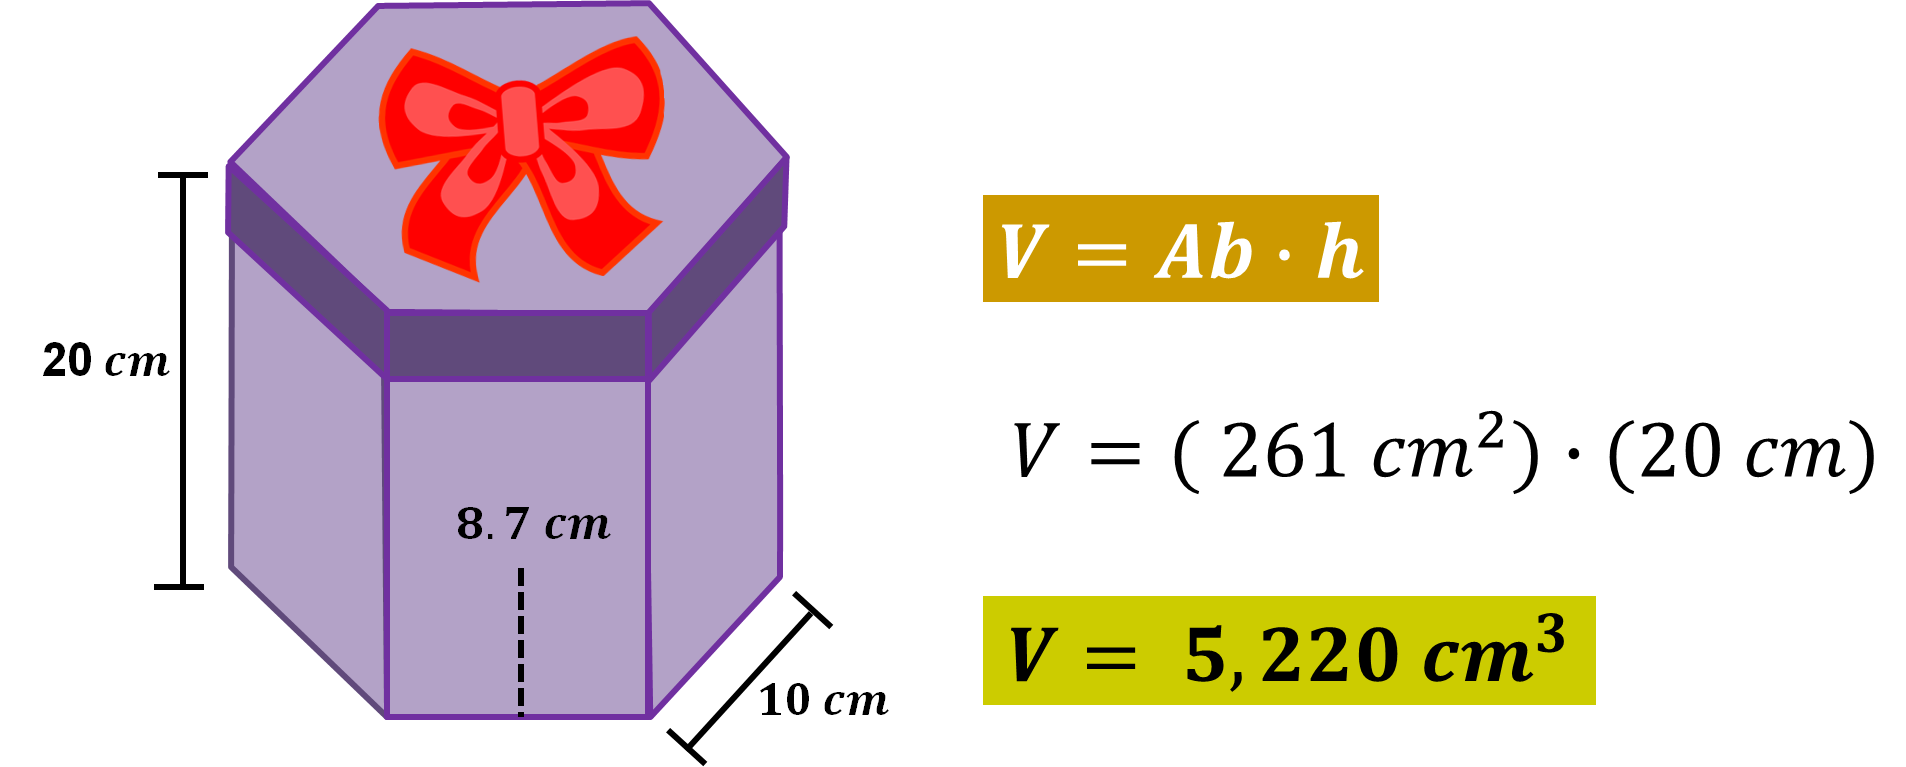 20 cm
8.7 cm
10 cm
V = Ab · h
V = ( 261 cm²) · (20 cm)
V = 5,220 cm³